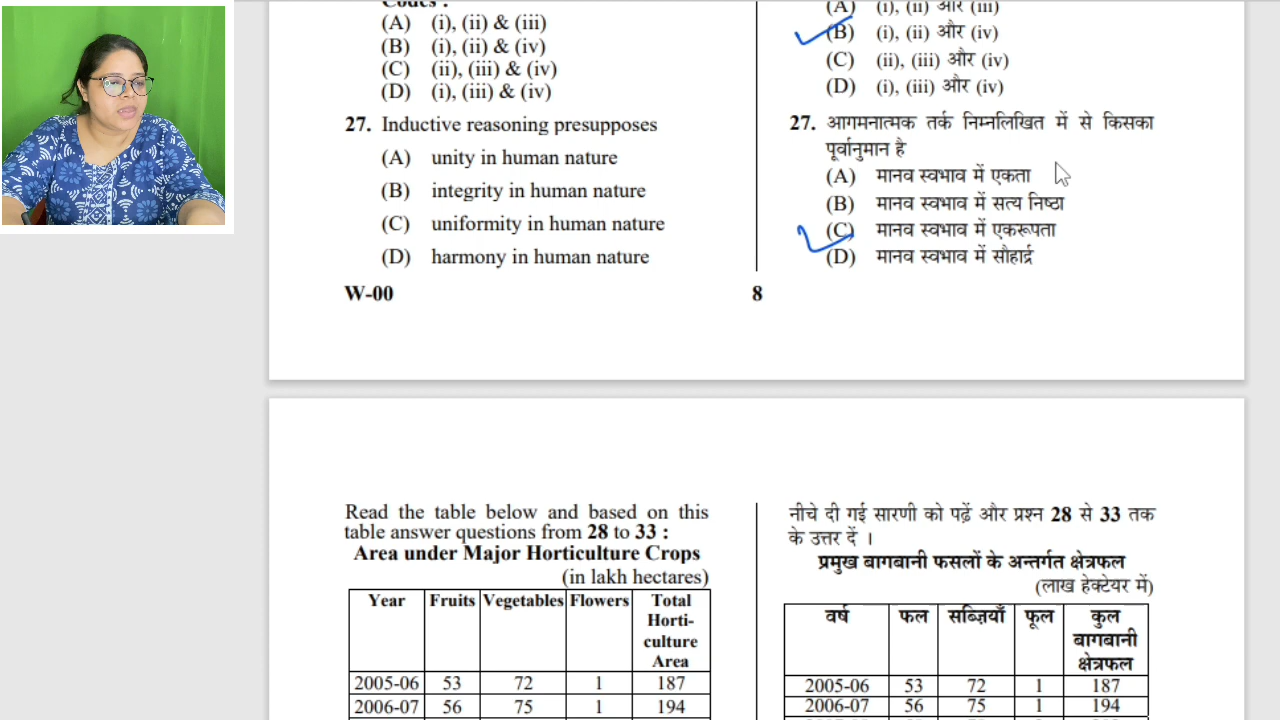 Codes :
(A) (i), (ii) & (iii)
(B) (i), (ii) & (iv)
(C) (ii), (iii) & (iv)
(D) (i), (iii) & (iv)
27. Inductive reasoning presupposes
(A) unity in human nature
(B) integrity in human nature
(C) uniformity in human nature
(D) harmony in human nature
W-00
8
(A) (i), (ii) और (iii)
(B) (i), (ii) और (iv)
(C) (ii), (iii) और (iv)
(D) (i), (iii) और (iv)
27. आगमनात्मक तर्क निम्नलिखित में से किसका
पूर्वानुमान है
(A) मानव स्वभाव में एकता
(B) मानव स्वभाव में सत्य निष्ठा
(C) मानव स्वभाव में एकरूपता
(D) मानव स्वभाव में सौहार्द्र
Read the table below and based on this
table answer questions from 28 to 33 :
Area under Major Horticulture Crops
(in lakh hectares)
Year Fruits Vegetables Flowers Total
Horti-
culture
Area
2005-06 53 72 1 187
2006-07 56 75 1 194
नीचे दी गई सारणी को पढ़ें और प्रश्न 28 से 33 तक
के उत्तर दें ।
प्रमुख बागबानी फसलों के अन्तर्गत क्षेत्रफल
(लाख हेक्टेयर में)
वर्ष फल सब्ज़ियाँ फूल कुल
बागबानी
क्षेत्रफल
2005-06 53 72 1 187
2006-07 56 75 1 194